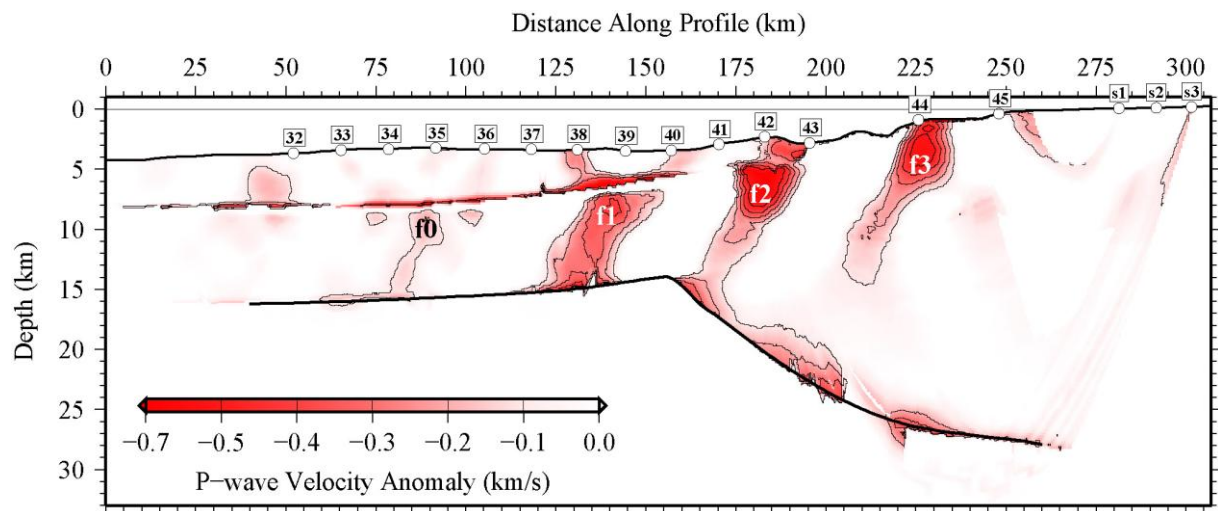 Distance Along Profile (km)
0 25 50 75 100 125 150 175 200 225 250 275 300
Depth (km)
0
5
10
15
20
25
30
32 33 34 35 36 37 38 39 40 41 42 43 44 45 s1 s2 s3
f0 f1 f2 f3
−0.7 −0.5 −0.4 −0.3 −0.2 −0.1 0.0
P−wave Velocity Anomaly (km/s)